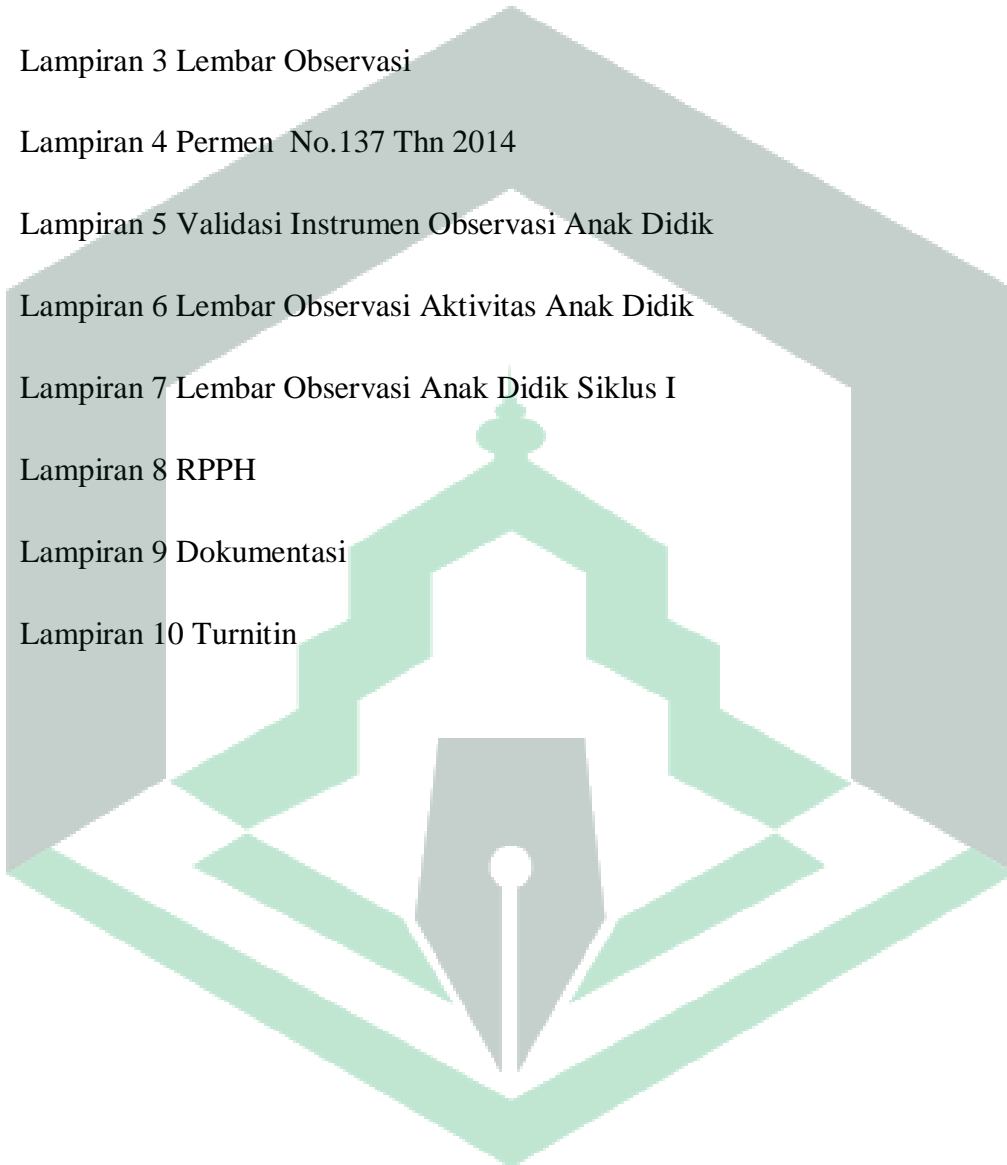 Lampiran 3 Lembar Observasi
Lampiran 4 Permen  No.137 Thn 2014
Lampiran 5 Validasi Instrumen Observasi Anak Didik
Lampiran 6 Lembar Observasi Aktivitas Anak Didik
Lampiran 7 Lembar Observasi Anak Didik Siklus I
Lampiran 8 RPPH
Lampiran 9 Dokumentasi
Lampiran 10 Turnitin